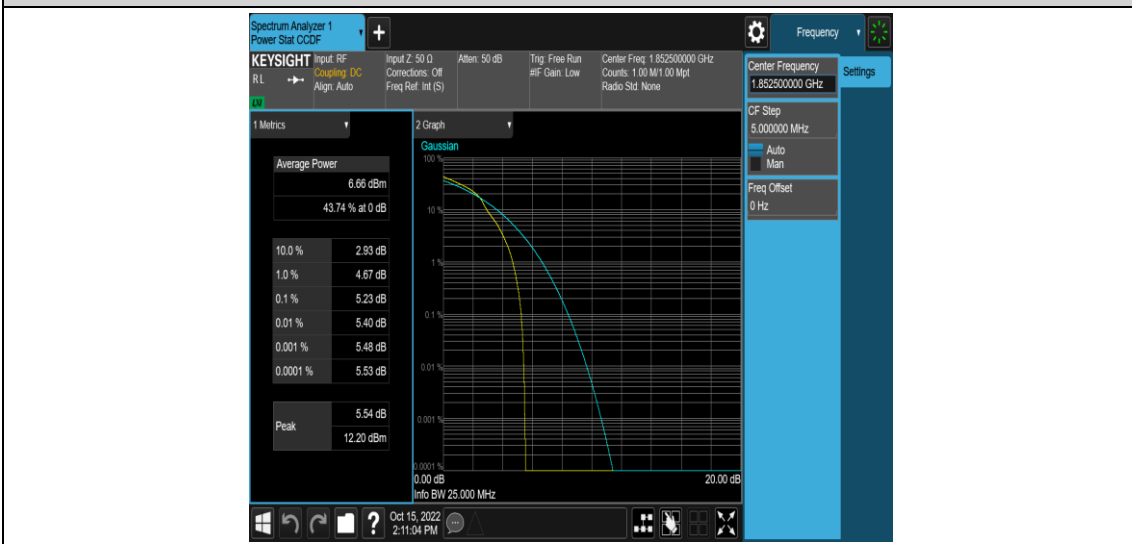 Spectrum Analyzer 1
Power Stat CCDF
+
Frequency
KEYSIGHT
R L
LW
Input: RF
Coupling: DC
Align: Auto
Input Z: 50 Ω
Corrections: Off
Freq Ref: Int (S)
Atten: 50 dB
Trig: Free Run
#IF Gain: Low
Center Freq: 1.852500000 GHz
Counts: 1.00 M/1.00 Mpt
Radio Std: None
Center Frequency
1.852500000 GHz
Settings
CF Step
5.000000 MHz
Auto
Man
Freq Offset
0 Hz
1 Metrics
Average Power
6.66 dBm
43.74 % at 0 dB
10.0 % 2.93 dB
1.0 % 4.67 dB
0.1 % 5.23 dB
0.01 % 5.40 dB
0.001 % 5.48 dB
0.0001 % 5.53 dB
Peak
5.54 dB
12.20 dBm
2 Graph
Gaussian
100 %
10 %
1 %
0.1 %
0.01 %
0.001 %
0.0001 %
0.00 dB 20.00 dB
Info BW 25.000 MHz
?
Oct 15, 2022
2:11:04 PM